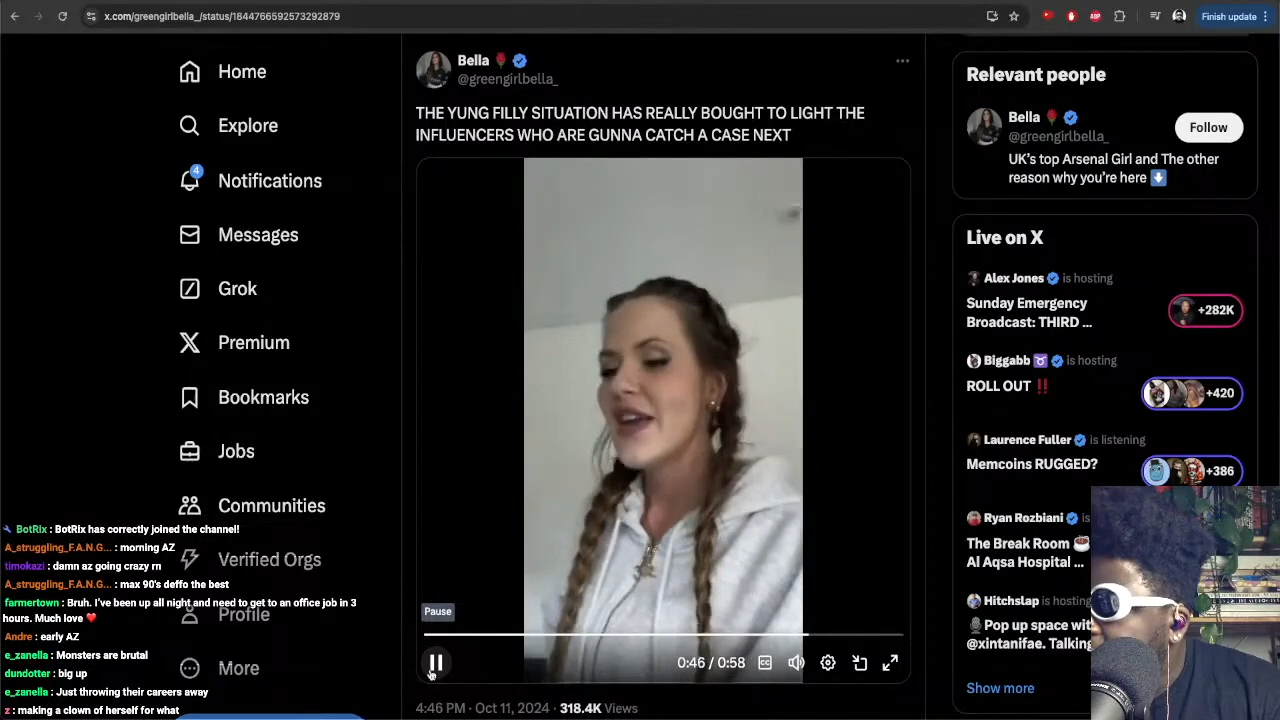 x.com/greengirlbella_/status/1844766592573292879
Finish update
Home
Explore
4
Notifications
Messages
Grok
Premium
Bookmarks
Jobs
Communities
Verified Orgs
Profile
More
BotRix : BotRix has correctly joined the channel!
A_struggling_F.A.N.G... : morning AZ
timokazi : damn az going crazy rn
A_struggling_F.A.N.G... : max 90's deffo the best
farmertown : Bruh. I've been up all night and need to get to an office job in 3
hours. Much love
Andre : early AZ
e_zanella : Monsters are brutal
dundotter : big up
e_zanella : Just throwing their careers away
z : making a clown of herself for what
Bella
@greengirlbella_
THE YUNG FILLY SITUATION HAS REALLY BOUGHT TO LIGHT THE
INFLUENCERS WHO ARE GUNNA CATCH A CASE NEXT
Pause
0:46 / 0:58
CC
4:46 PM · Oct 11, 2024 · 318.4K Views
Relevant people
Bella
@greengirlbella_
Follow
UK's top Arsenal Girl and The other
reason why you're here
Live on X
Alex Jones is hosting
Sunday Emergency
Broadcast: THIRD ...
+282K
Biggabb is hosting
ROLL OUT
+420
Laurence Fuller is listening
Memcoins RUGGED?
+386
Ryan Rozbiani is
The Break Room
Al Aqsa Hospital ...
Hitchslap is hosting
Pop up space wit
@xintanifae. Talking
Show more